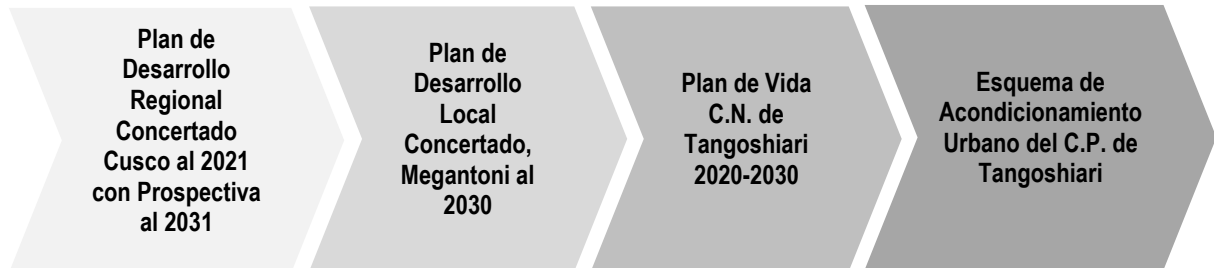 Plan de
Desarrollo
Regional
Concertado
Cusco al 2021
con Prospectiva
al 2031
Plan de
Desarrollo
Local
Concertado,
Megantoni al
2030
Plan de Vida
C.N. de
Tangoshiari
2020-2030
Esquema de
Acondicionamiento
Urbano del C.P. de
Tangoshiari